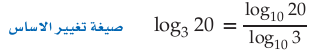 صيغة تغيير الاساس
log₃ 20 = log₁₀ 20 / log₁₀ 3